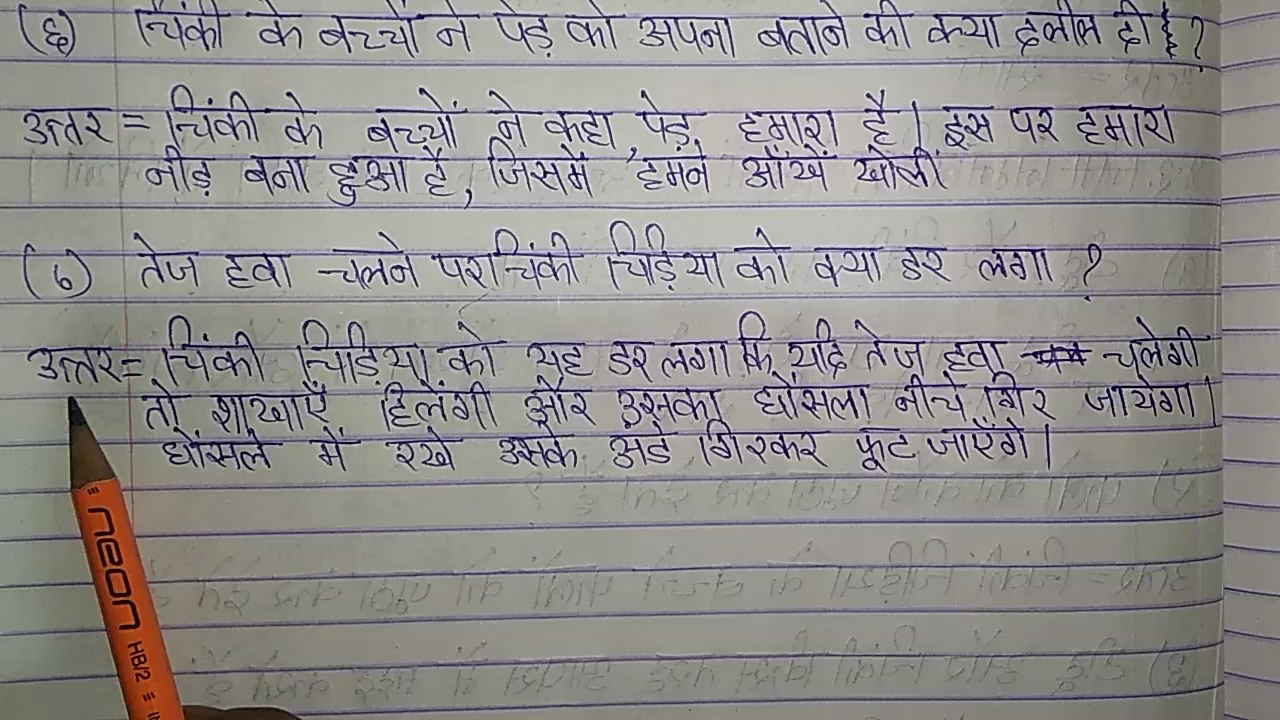 (६) चिंकी के बच्चों ने पेड़ को अपना बताने की क्या दलील दी ?
उत्तर = चिंकी के बच्चों ने कहा, पेड़ हमारा है। इस पर हमारा
नीड़ बना हुआ है, जिसमें हमने आँखें खोलीं
(७) तेज हवा चलने पर चिंकी चिड़िया को क्या डर लगा ?
उत्तर = चिंकी चिड़िया को यह डर लगा कि यदि तेज हवा चलेगी
तो शाखाएँ हिलेंगी और उसका घोंसला नीचे गिर जायेगा।
घोंसले में रखे उसके अंडे गिरकर फूट जाएँगे।
neon HB/2